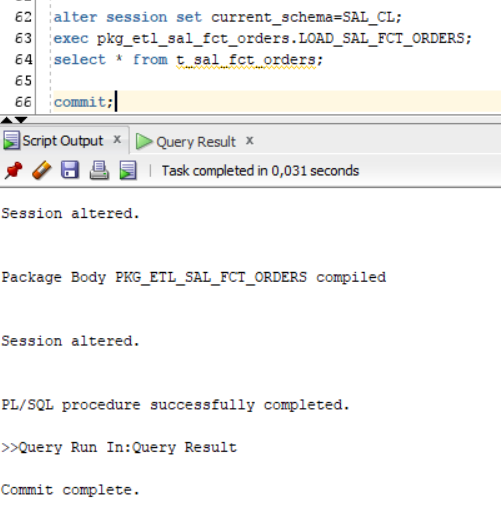 62 alter session set current_schema=SAL_CL;
63 exec pkg_etl_sal_fct_orders.LOAD_SAL_FCT_ORDERS;
64 select * from t_sal_fct_orders;
65
66 commit;
Script Output x Query Result x
Task completed in 0,031 seconds
Session altered.
Package Body PKG_ETL_SAL_FCT_ORDERS compiled
Session altered.
PL/SQL procedure successfully completed.
>>Query Run In:Query Result
Commit complete.